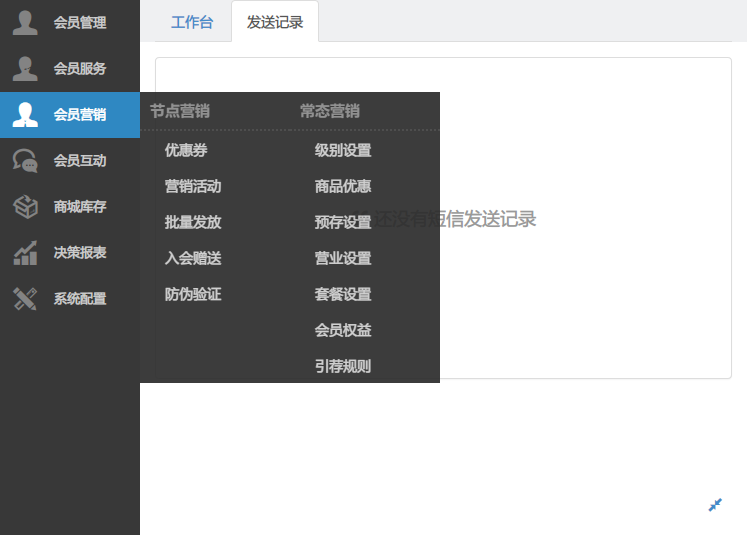 会员管理
会员服务
会员营销
会员互动
商城库存
决策报表
系统配置
工作台
发送记录
节点营销
优惠券
营销活动
批量发放
入会赠送
防伪验证
常态营销
级别设置
商品优惠
预存设置
营业设置
套餐设置
会员权益
引荐规则
还没有短信发送记录